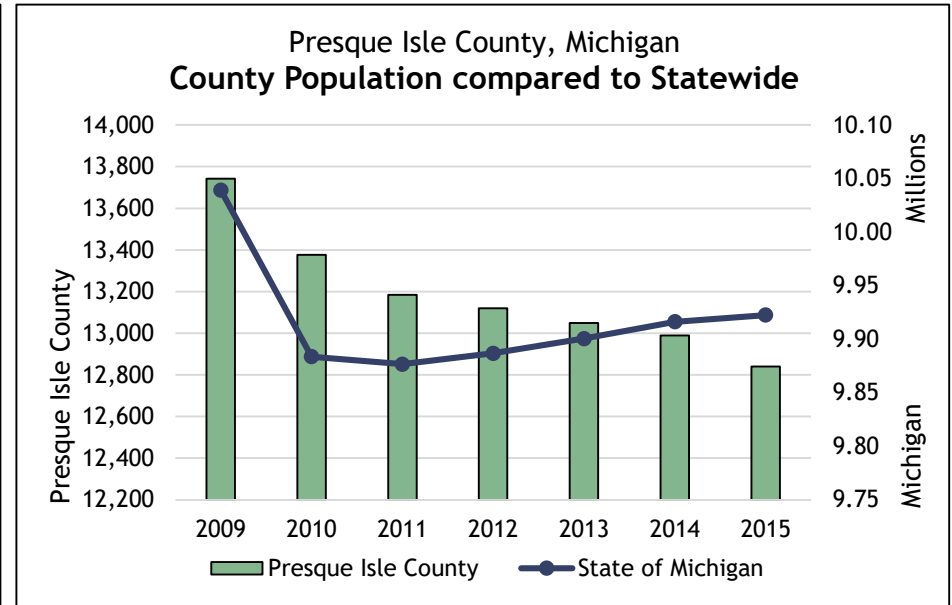 Presque Isle County, Michigan
County Population compared to Statewide
14,000
13,800
13,600
13,400
13,200
13,000
12,800
12,600
12,400
12,200
Presque Isle County
10.10
10.05
10.00
9.95
9.90
9.85
9.80
9.75
Millions
Michigan
2009 2010 2011 2012 2013 2014 2015
Presque Isle County State of Michigan